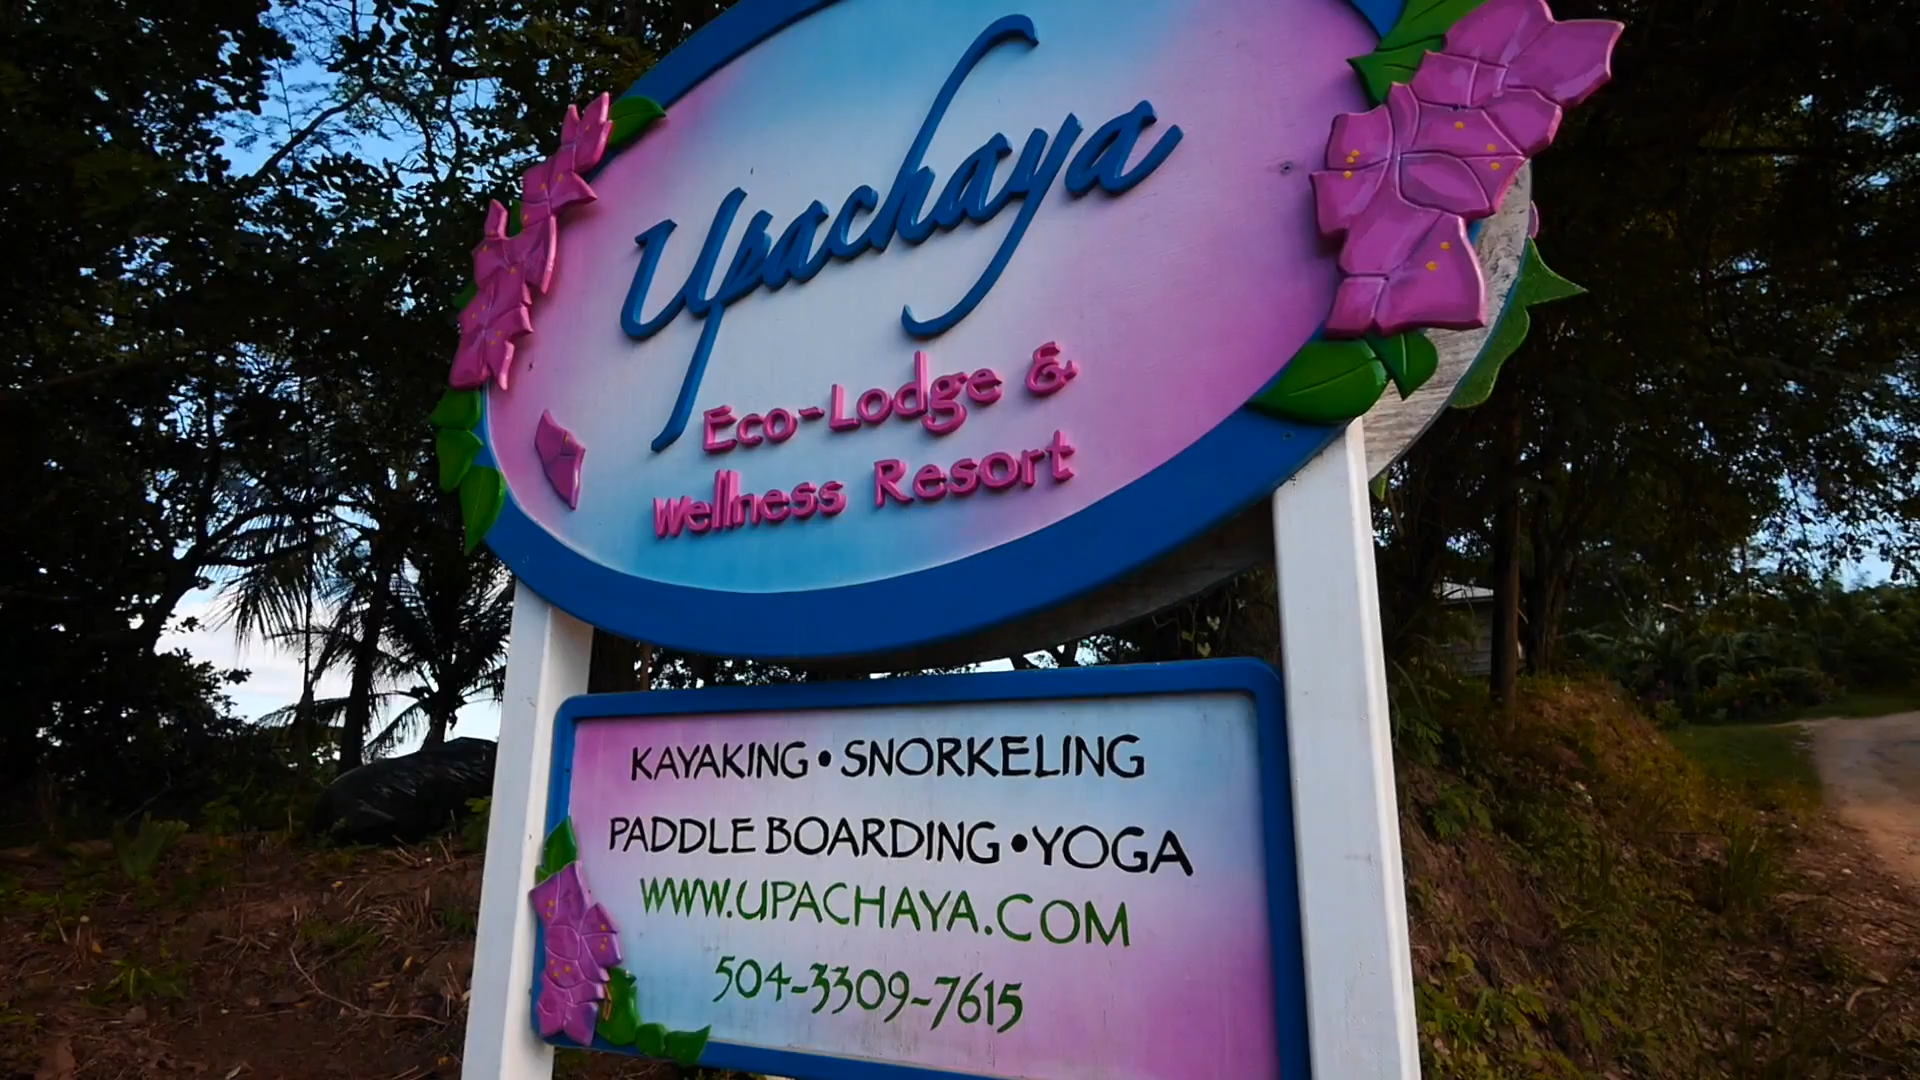 Upachaya
Eco-Lodge &
Wellness Resort
KAYAKING • SNORKELING
PADDLE BOARDING • YOGA
WWW.UPACHAYA.COM
504-3309-7615